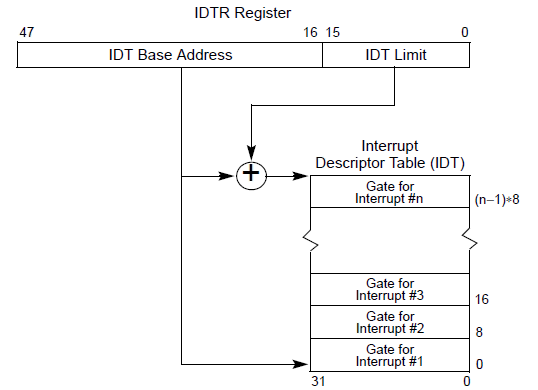 IDTR Register
47 16 15 0
IDT Base Address IDT Limit
+
Interrupt
Descriptor Table (IDT)
Gate for
Interrupt #n
(n−1)∗8
Gate for
Interrupt #3
16
Gate for
Interrupt #2
8
Gate for
Interrupt #1
0
31 0